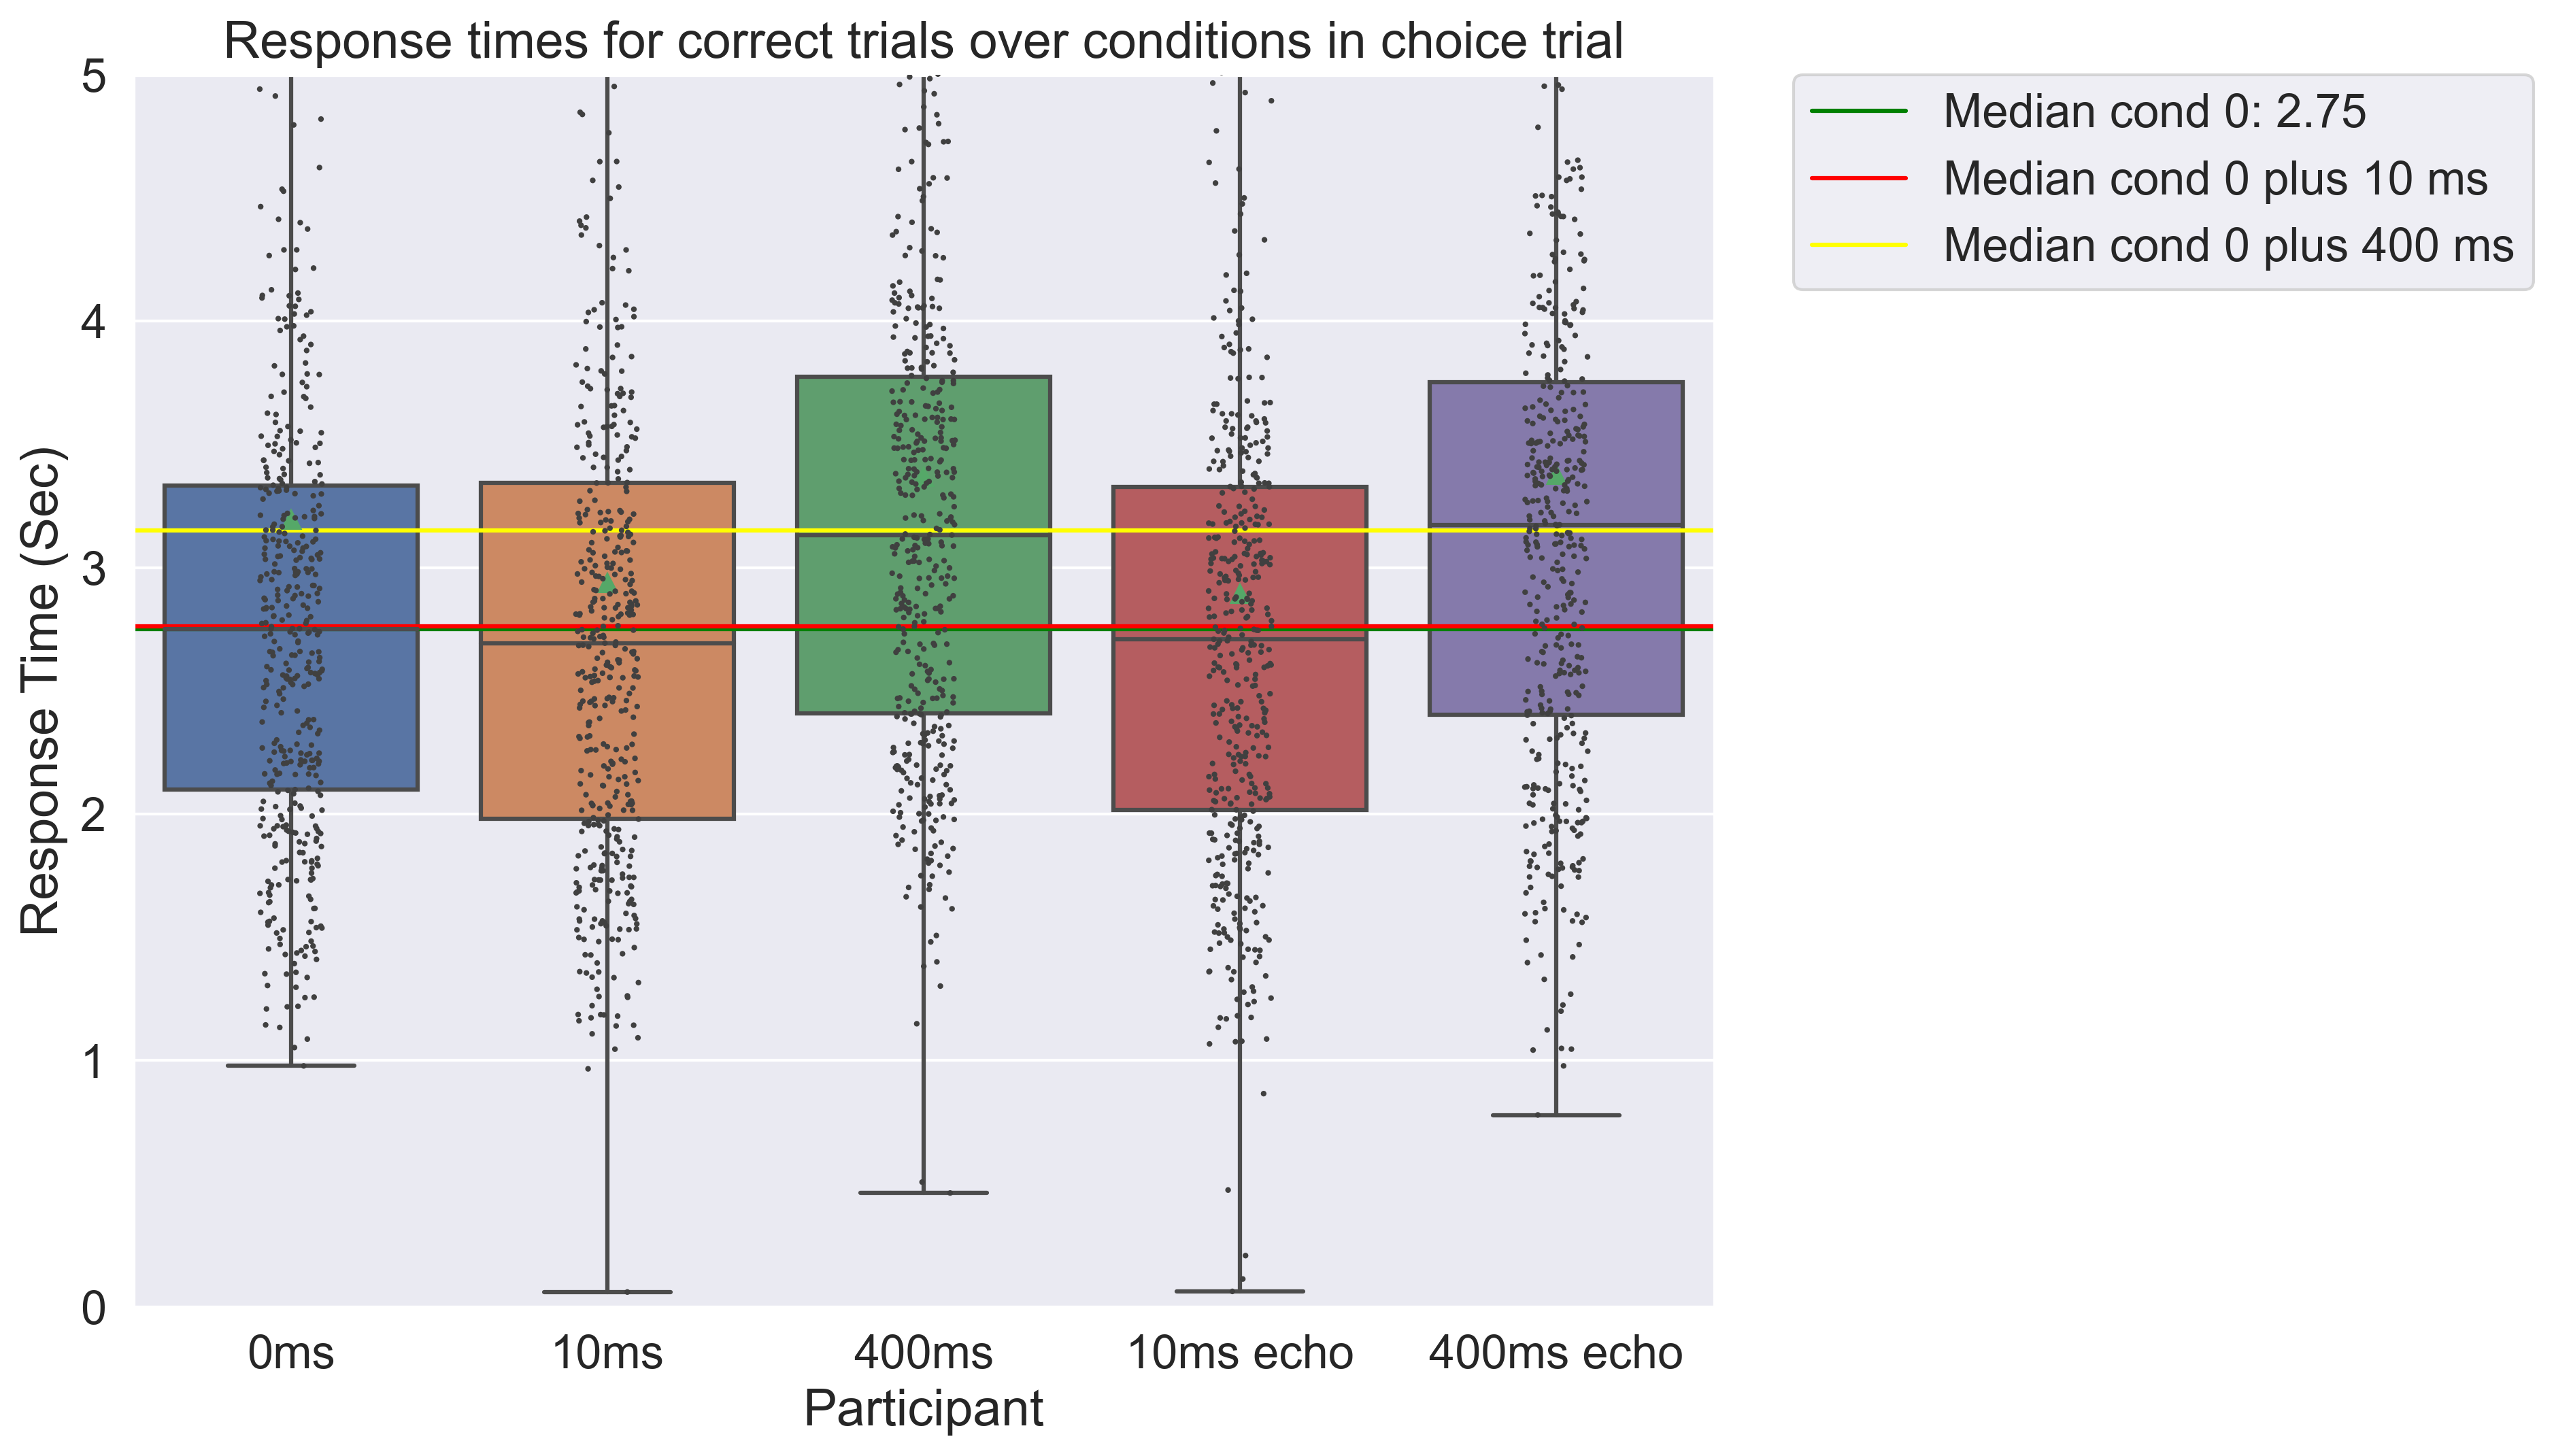 Response times for correct trials over conditions in choice trial
Response Time (Sec)
5
4
3
2
1
0
0ms
10ms
400ms
10ms echo
400ms echo
Participant
Median cond 0: 2.75
Median cond 0 plus 10 ms
Median cond 0 plus 400 ms